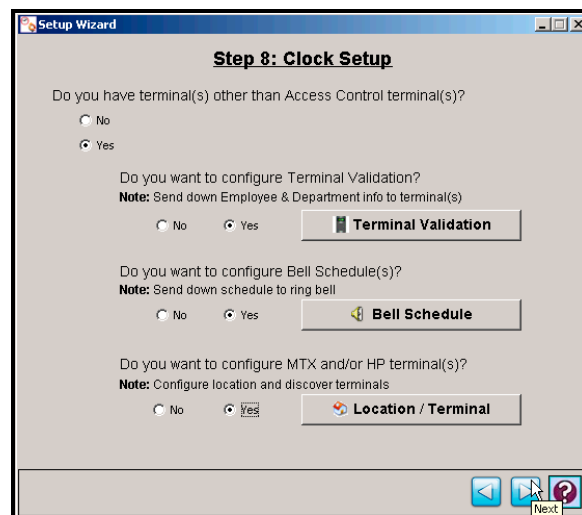 Setup Wizard
Step 8: Clock Setup
Do you have terminal(s) other than Access Control terminal(s)?
No
Yes
Do you want to configure Terminal Validation?
Note: Send down Employee & Department info to terminal(s)
No Yes Terminal Validation
Do you want to configure Bell Schedule(s)?
Note: Send down schedule to ring bell
No Yes Bell Schedule
Do you want to configure MTX and/or HP terminal(s)?
Note: Configure location and discover terminals
No Yes Location / Terminal
?
Next